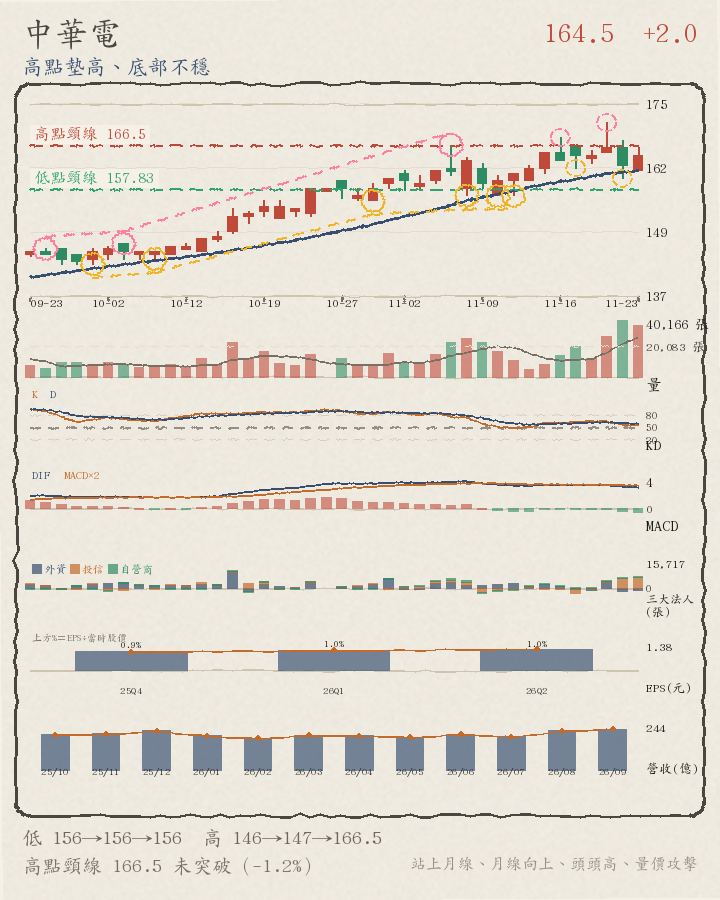 中華電
164.5 +2.0
高點墊高、底部不穩
175
高點頸線 166.5
低點頸線 157.83
162
149
137
09-23 10-02 10-12 10-19 10-27 11-02 11-09 11-16 11-23
40,166 張
20,083 張
量
K D
80
50
20
KD
DIF MACD×2
4
0
MACD
外資 投信 自營商
15,717
0
三大法人
(張)
上方%=EPS÷當時股價
0.9% 1.0% 1.0%
1.38
25Q4 26Q1 26Q2
EPS(元)
244
25/10 25/11 25/12 26/01 26/02 26/03 26/04 26/05 26/06 26/07 26/08 26/09
營收(億)
低 156→156→156 高 146→147→166.5
高點頸線 166.5 未突破 (-1.2%)
站上月線、月線向上、頭頭高、量價攻擊